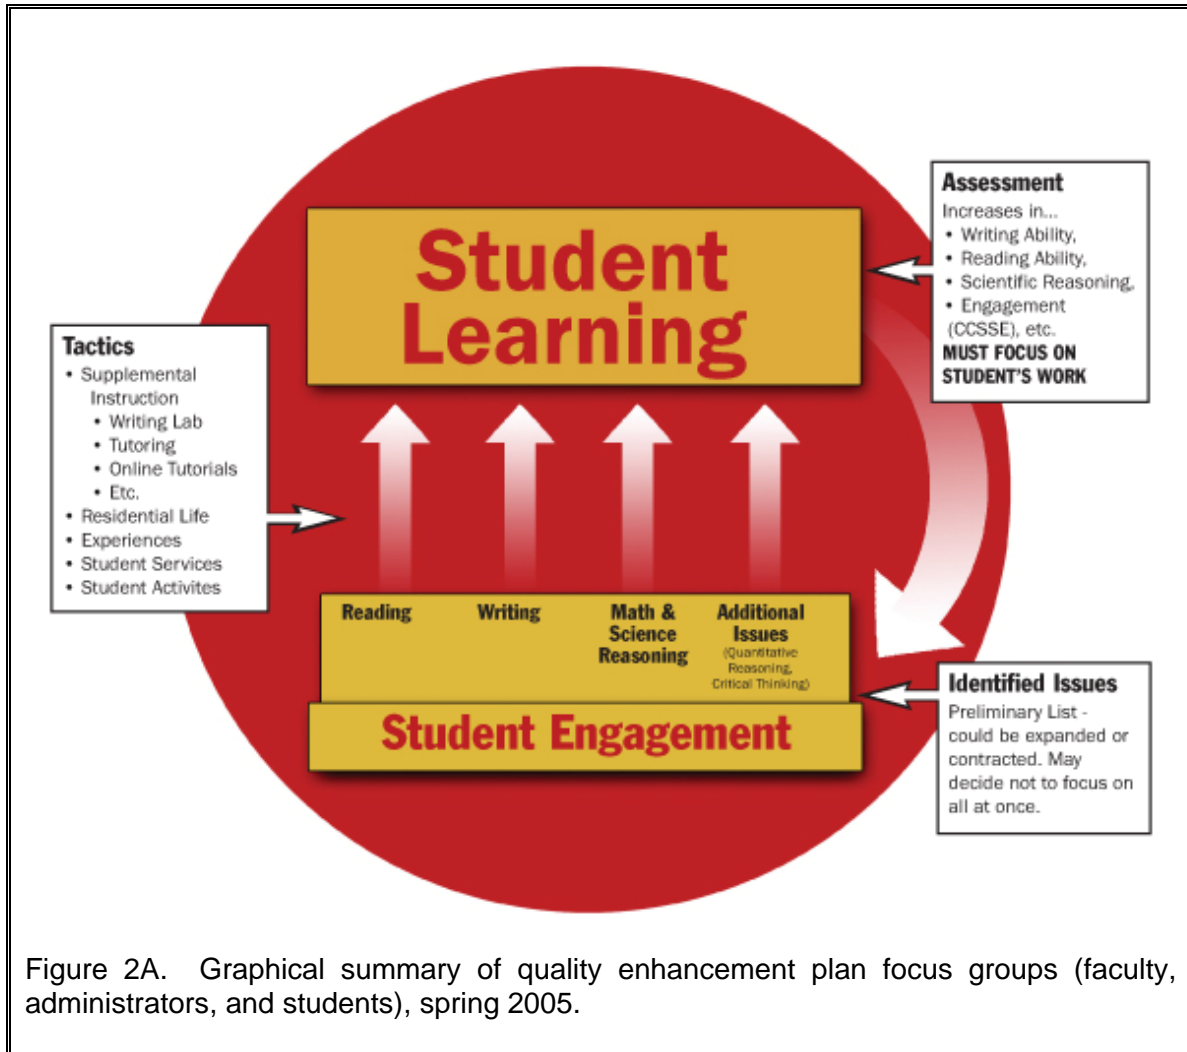 Student
Learning
Assessment
Increases in...
• Writing Ability,
• Reading Ability,
• Scientific Reasoning,
• Engagement
(CCSSE), etc.
MUST FOCUS ON
STUDENT'S WORK
Tactics
• Supplemental
Instruction
• Writing Lab
• Tutoring
• Online Tutorials
• Etc.
• Residential Life
• Experiences
• Student Services
• Student Activites
Reading
Writing
Math &
Science
Reasoning
Additional
Issues
(Quantitative
Reasoning,
Critical Thinking)
Student Engagement
Identified Issues
Preliminary List -
could be expanded or
contracted. May
decide not to focus on
all at once.
Figure 2A. Graphical summary of quality enhancement plan focus groups (faculty,
administrators, and students), spring 2005.